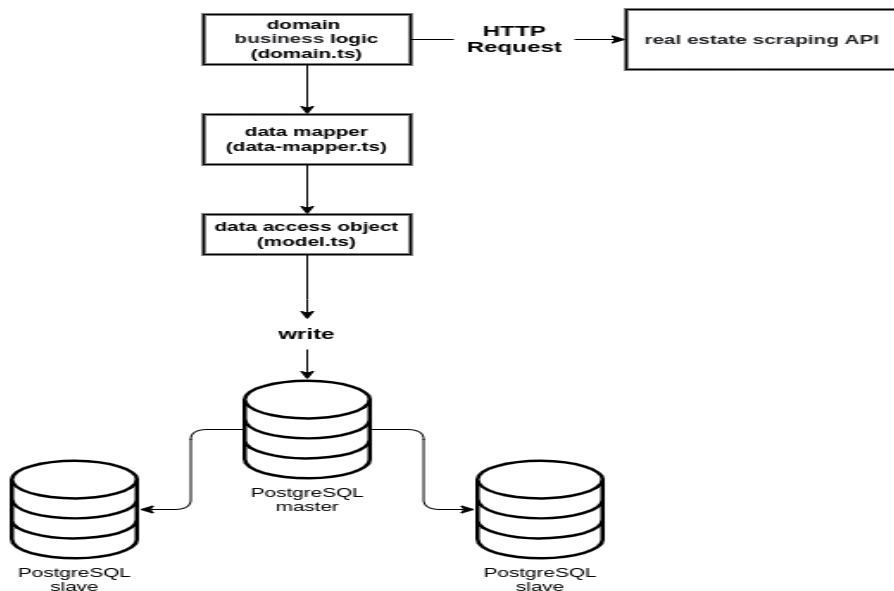 domain
business logic
(domain.ts)
HTTP
Request
real estate scraping API
data mapper
(data-mapper.ts)
data access object
(model.ts)
write
PostgreSQL
master
PostgreSQL
slave
PostgreSQL
slave